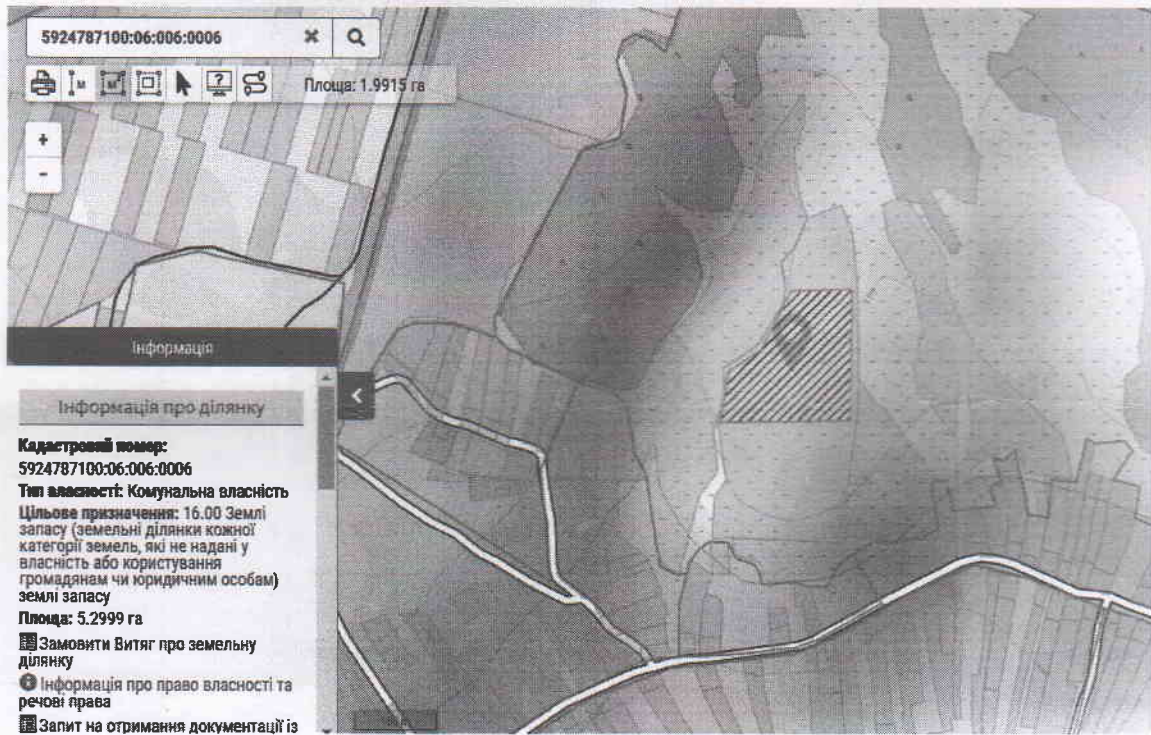 5924787100:06:006:0006
Площа: 1.9915 га
+
-
Інформація
Інформація про ділянку
Кадастровий номер:
5924787100:06:006:0006
Тип власності: Комунальна власність
Цільове призначення: 16.00 Землі
запасу (земельні ділянки кожної
категорії земель, які не надані у
власність або користування
громадянам чи юридичним особам)
землі запасу
Площа: 5.2999 га
Замовити Витяг про земельну
ділянку
Інформація про право власності та
речові права
Запит на отримання документації із